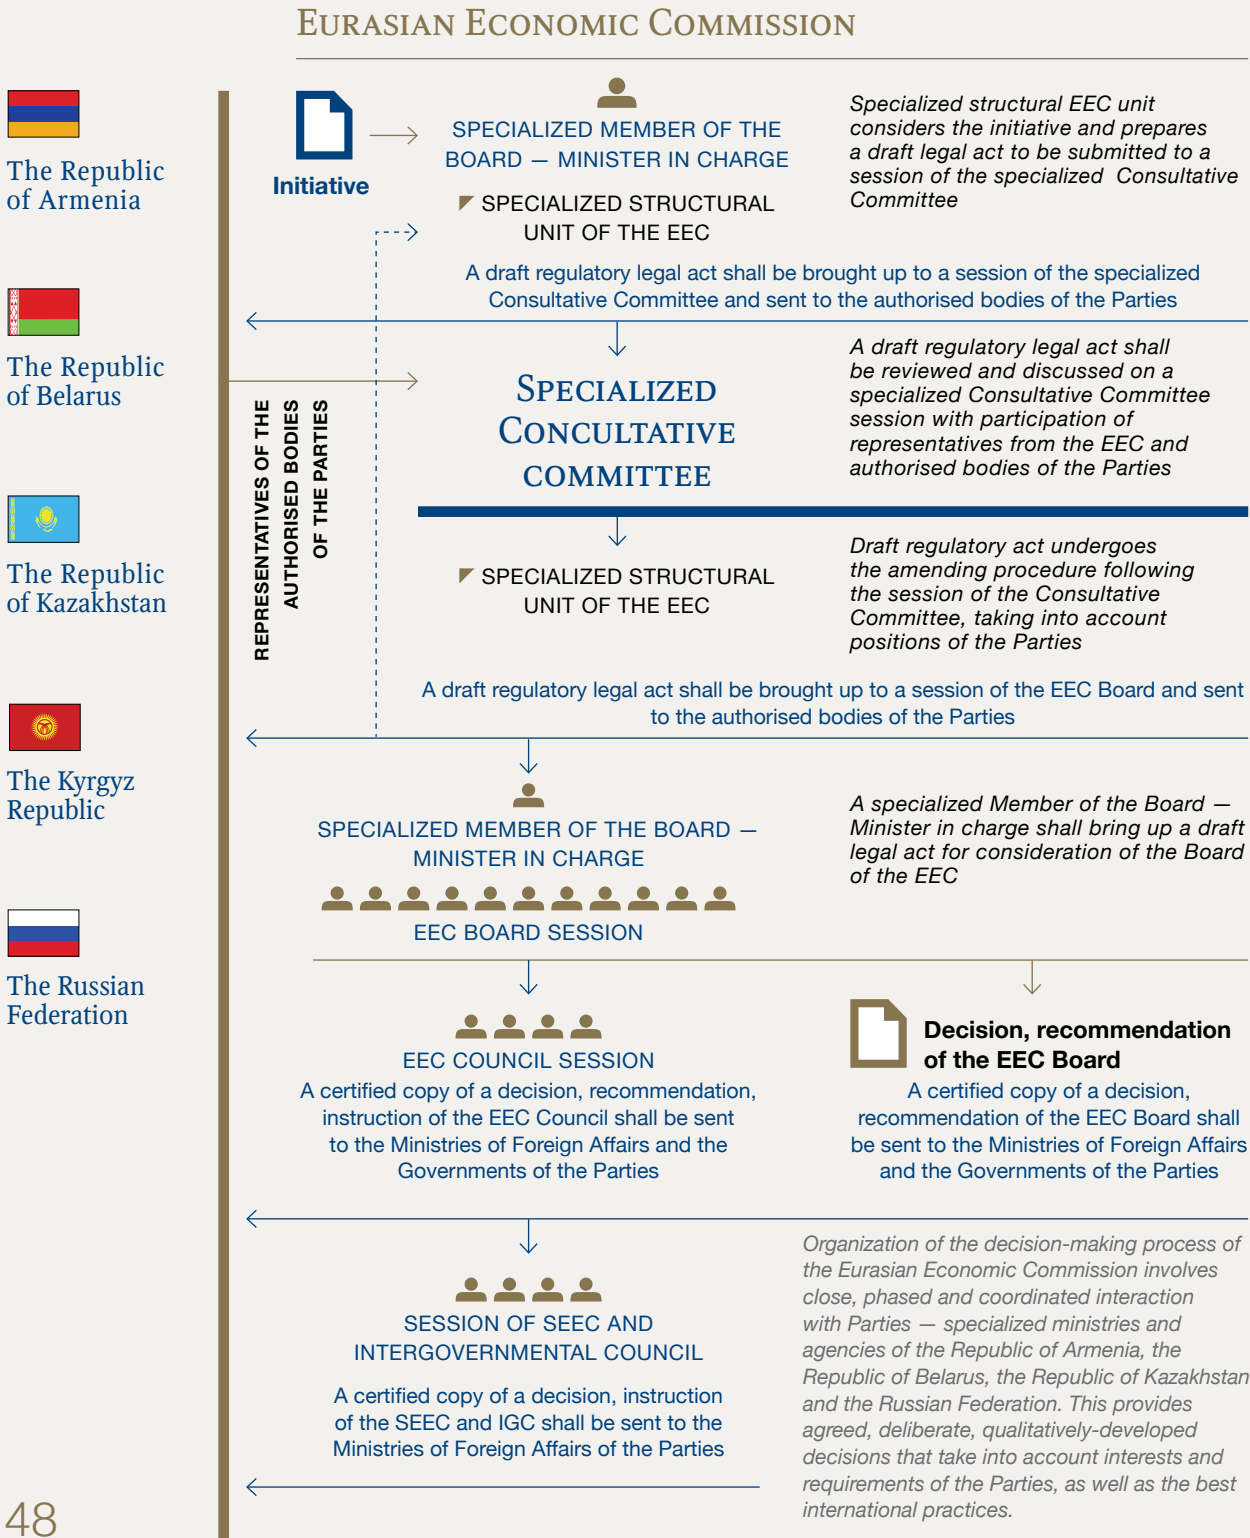 EURASIAN ECONOMIC COMMISSION
The Republic
of Armenia
The Republic
of Belarus
The Republic
of Kazakhstan
The Kyrgyz
Republic
The Russian
Federation
Initiative
SPECIALIZED MEMBER OF THE
BOARD — MINISTER IN CHARGE
SPECIALIZED STRUCTURAL
UNIT OF THE EEC
Specialized structural EEC unit
considers the initiative and prepares
a draft legal act to be submitted to a
session of the specialized Consultative
Committee
A draft regulatory legal act shall be brought up to a session of the specialized
Consultative Committee and sent to the authorised bodies of the Parties
REPRESENTATIVES OF THE
AUTHORISED BODIES
OF THE PARTIES
SPECIALIZED
CONCULTATIVE
COMMITTEE
A draft regulatory legal act shall
be reviewed and discussed on a
specialized Consultative Committee
session with participation of
representatives from the EEC and
authorised bodies of the Parties
SPECIALIZED STRUCTURAL
UNIT OF THE EEC
Draft regulatory act undergoes
the amending procedure following
the session of the Consultative
Committee, taking into account
positions of the Parties
A draft regulatory legal act shall be brought up to a session of the EEC Board and sent
to the authorised bodies of the Parties
SPECIALIZED MEMBER OF THE BOARD —
MINISTER IN CHARGE
EEC BOARD SESSION
A specialized Member of the Board —
Minister in charge shall bring up a draft
legal act for consideration of the Board
of the EEC
EEC COUNCIL SESSION
A certified copy of a decision, recommendation,
instruction of the EEC Council shall be sent
to the Ministries of Foreign Affairs and the
Governments of the Parties
Decision, recommendation
of the EEC Board
A certified copy of a decision,
recommendation of the EEC Board shall
be sent to the Ministries of Foreign Affairs
and the Governments of the Parties
SESSION OF SEEC AND
INTERGOVERNMENTAL COUNCIL
A certified copy of a decision, instruction
of the SEEC and IGC shall be sent to the
Ministries of Foreign Affairs of the Parties
Organization of the decision-making process of
the Eurasian Economic Commission involves
close, phased and coordinated interaction
with Parties — specialized ministries and
agencies of the Republic of Armenia, the
Republic of Belarus, the Republic of Kazakhstan
and the Russian Federation. This provides
agreed, deliberate, qualitatively-developed
decisions that take into account interests and
requirements of the Parties, as well as the best
international practices.
48